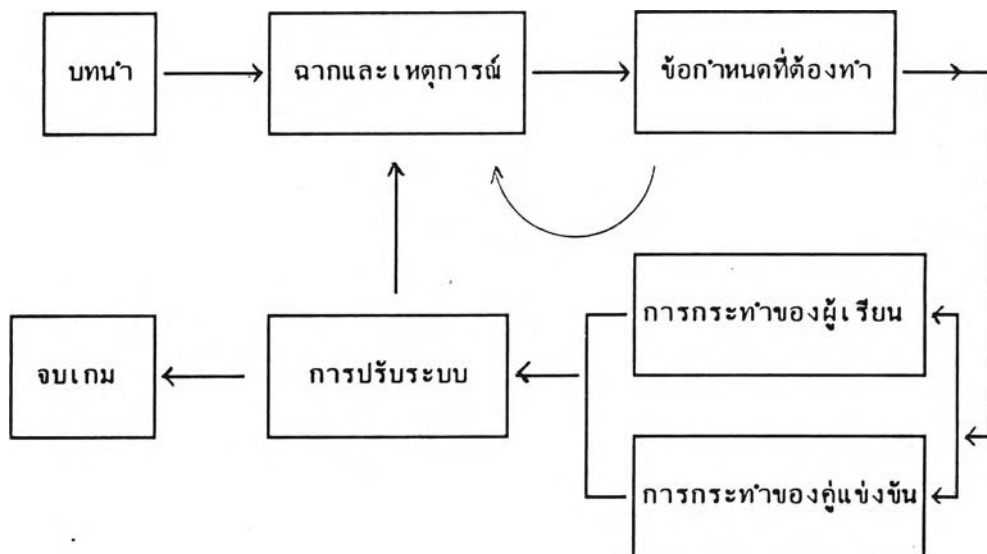 บทนำ
ฉากและเหตุการณ์
ข้อกำหนดที่ต้องทำ
การกระทำของผู้เรียน
จบเกม
การปรับระบบ
การกระทำของคู่แข่งขัน